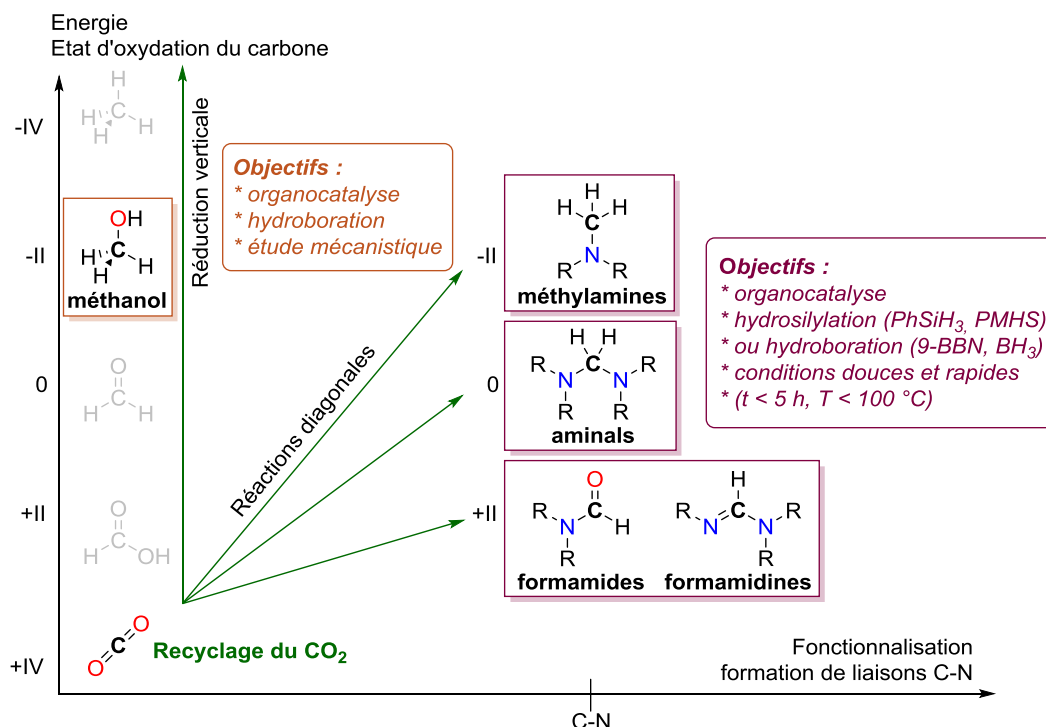 Energie
Etat d'oxydation du carbone
-IV
-II
0
+II
+IV
H
C
H
H
H
OH
C
H
H
H
méthanol
O
C
H
H
O
C
H
OH
O
C
O
Recyclage du CO2
Réduction verticale
Réactions diagonales
Objectifs :
* organocatalyse
* hydroboration
* étude mécanistique
-II
0
+II
H
H
C
H
N
R
R
méthylamines
H
H
R
C
R
N
N
R
R
aminals
O
R
C
N
H
R
formamides
H
R
C
R
N
N
R
formamidines
Objectifs :
* organocatalyse
* hydrosilylation (PhSiH3, PMHS)
* ou hydroboration (9-BBN, BH3)
* conditions douces et rapides
* (t < 5 h, T < 100 °C)
Fonctionnalisation
formation de liaisons C-N
C-N